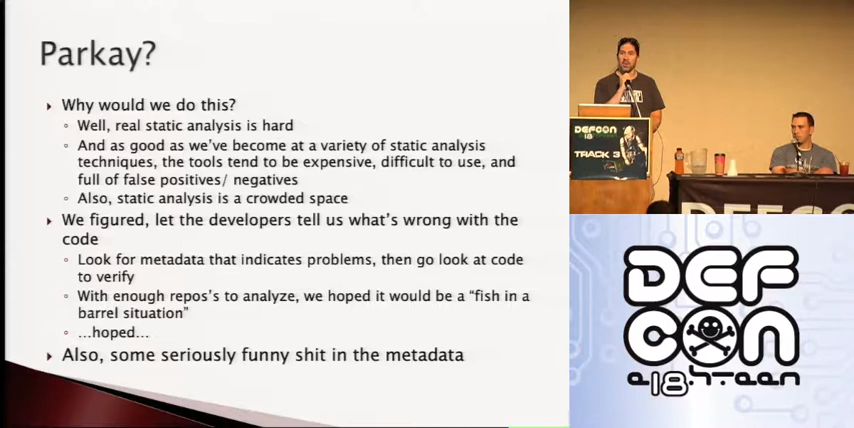 Parkay?
Why would we do this?
Well, real static analysis is hard
And as good as we've become at a variety of static analysis
techniques, the tools tend to be expensive, difficult to use, and
full of false positives/ negatives
Also, static analysis is a crowded space
We figured, let the developers tell us what's wrong with the
code
Look for metadata that indicates problems, then go look at code
to verify
With enough repos's to analyze, we hoped it would be a “fish in a
barrel situation”
...hoped...
Also, some seriously funny shit in the metadata
DEFCON
18
TRACK 3
DEFCON
DEF
CON
e.18.h.teen